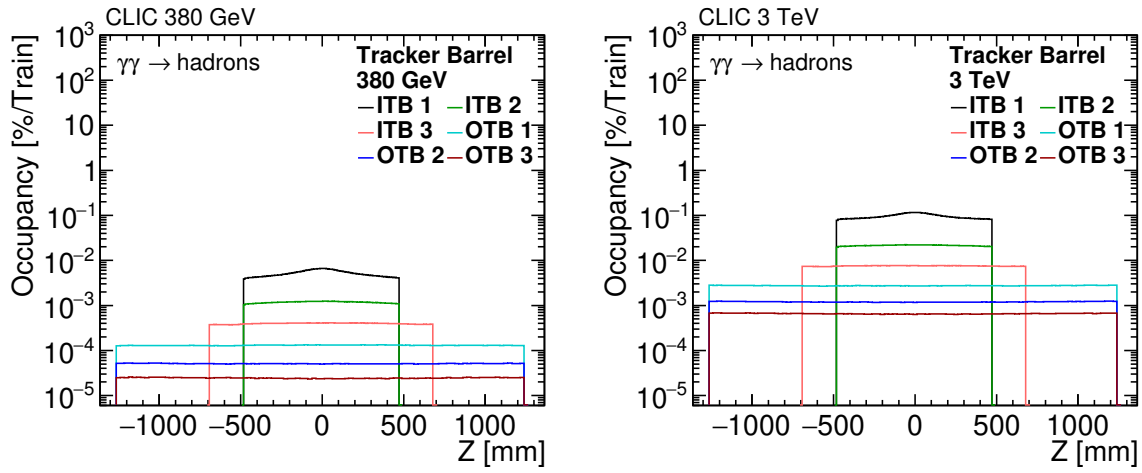 CLIC 380 GeV
Occupancy [%/Train]
10³
10²
10
1
10⁻¹
10⁻²
10⁻³
10⁻⁴
10⁻⁵
γγ → hadrons
Tracker Barrel
380 GeV
ITB 1 ITB 2
ITB 3 OTB 1
OTB 2 OTB 3
−1000 −500 0 500 1000
Z [mm]
CLIC 3 TeV
Occupancy [%/Train]
10³
10²
10
1
10⁻¹
10⁻²
10⁻³
10⁻⁴
10⁻⁵
γγ → hadrons
Tracker Barrel
3 TeV
ITB 1 ITB 2
ITB 3 OTB 1
OTB 2 OTB 3
−1000 −500 0 500 1000
Z [mm]